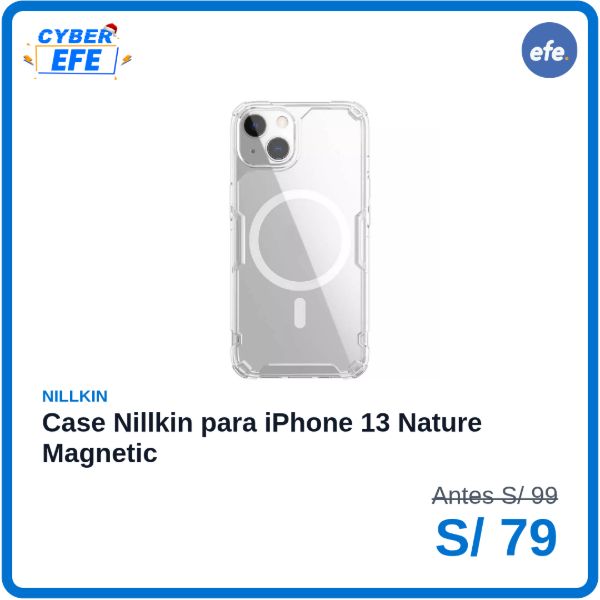 CYBER
EFE
efe.
NILLKIN
Case Nillkin para iPhone 13 Nature
Magnetic
Antes S/ 99
S/ 79